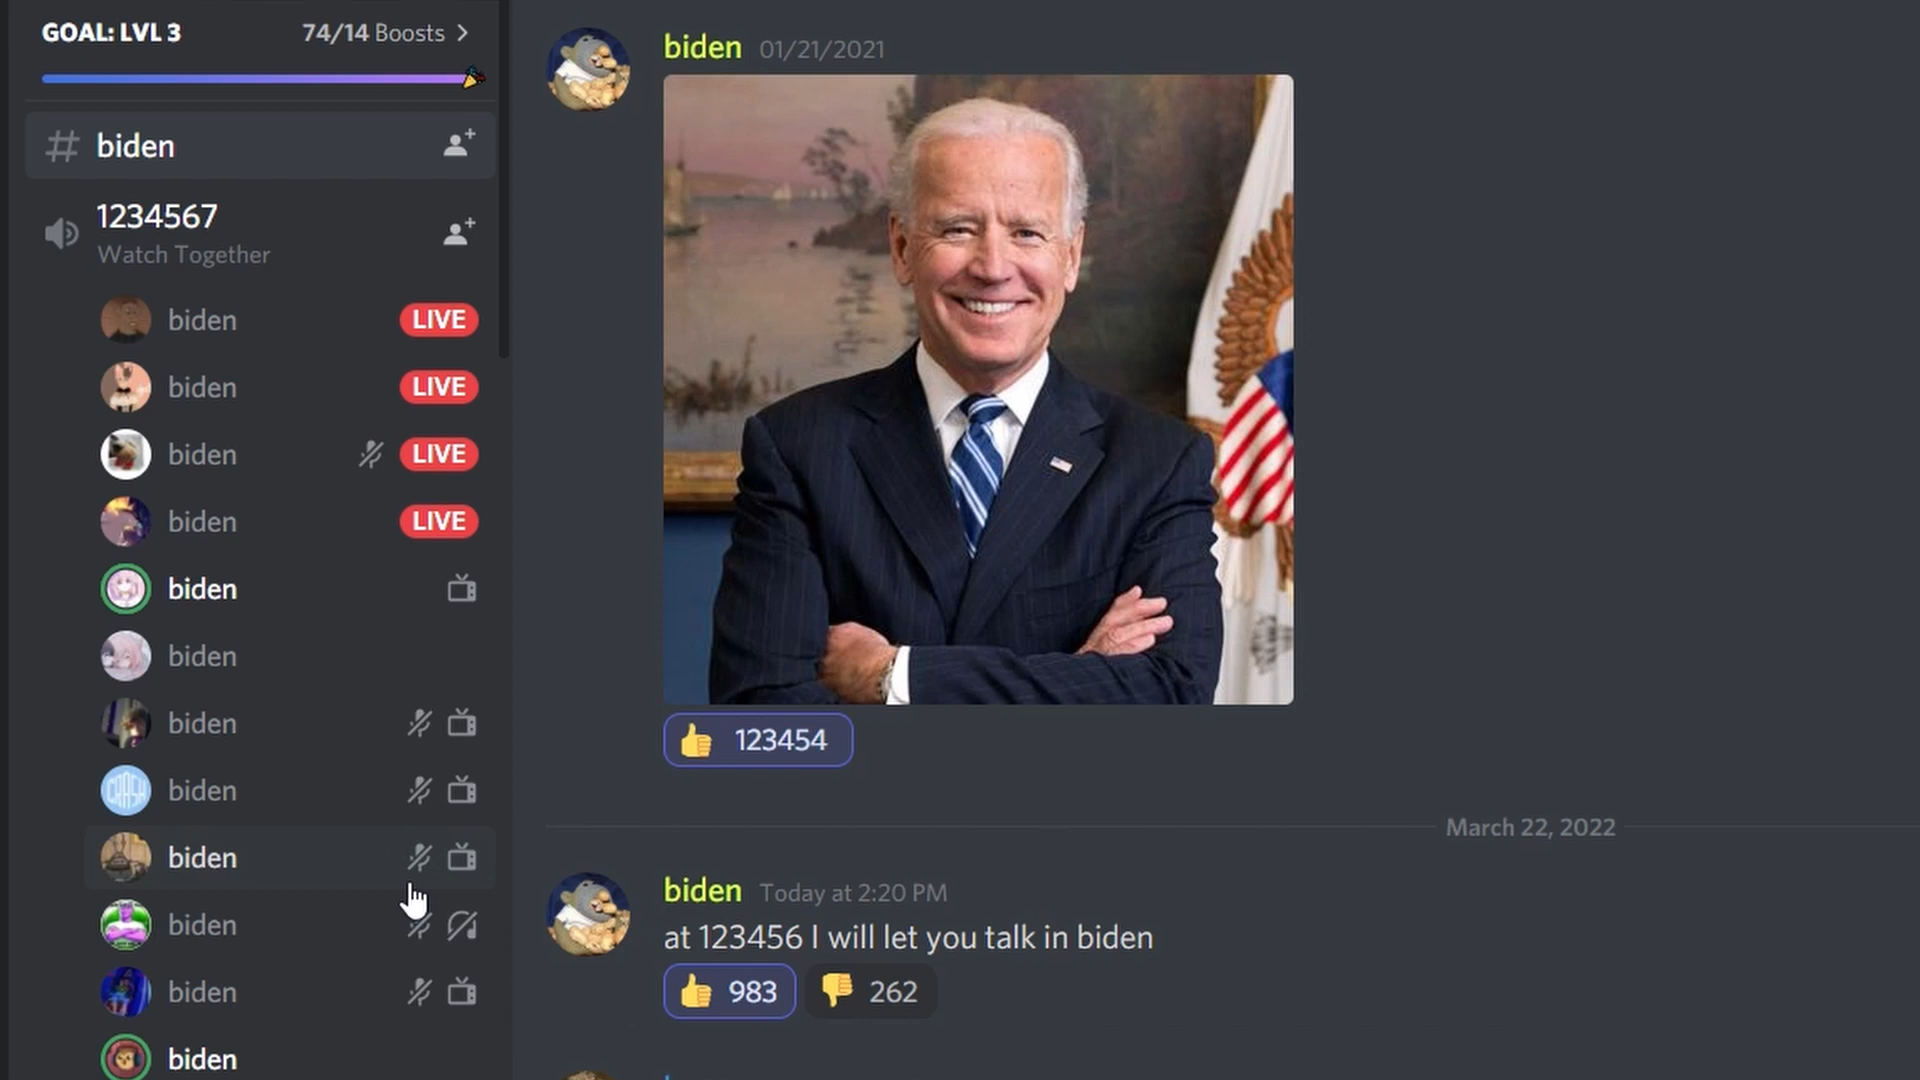 GOAL: LVL 3 74/14 Boosts
biden
1234567
Watch Together
biden LIVE
biden LIVE
biden LIVE
biden LIVE
biden
biden
biden
CRASH biden
biden
biden
biden
biden
biden 01/21/2021
123454
March 22, 2022
biden Today at 2:20 PM
at 123456 I will let you talk in biden
983 262